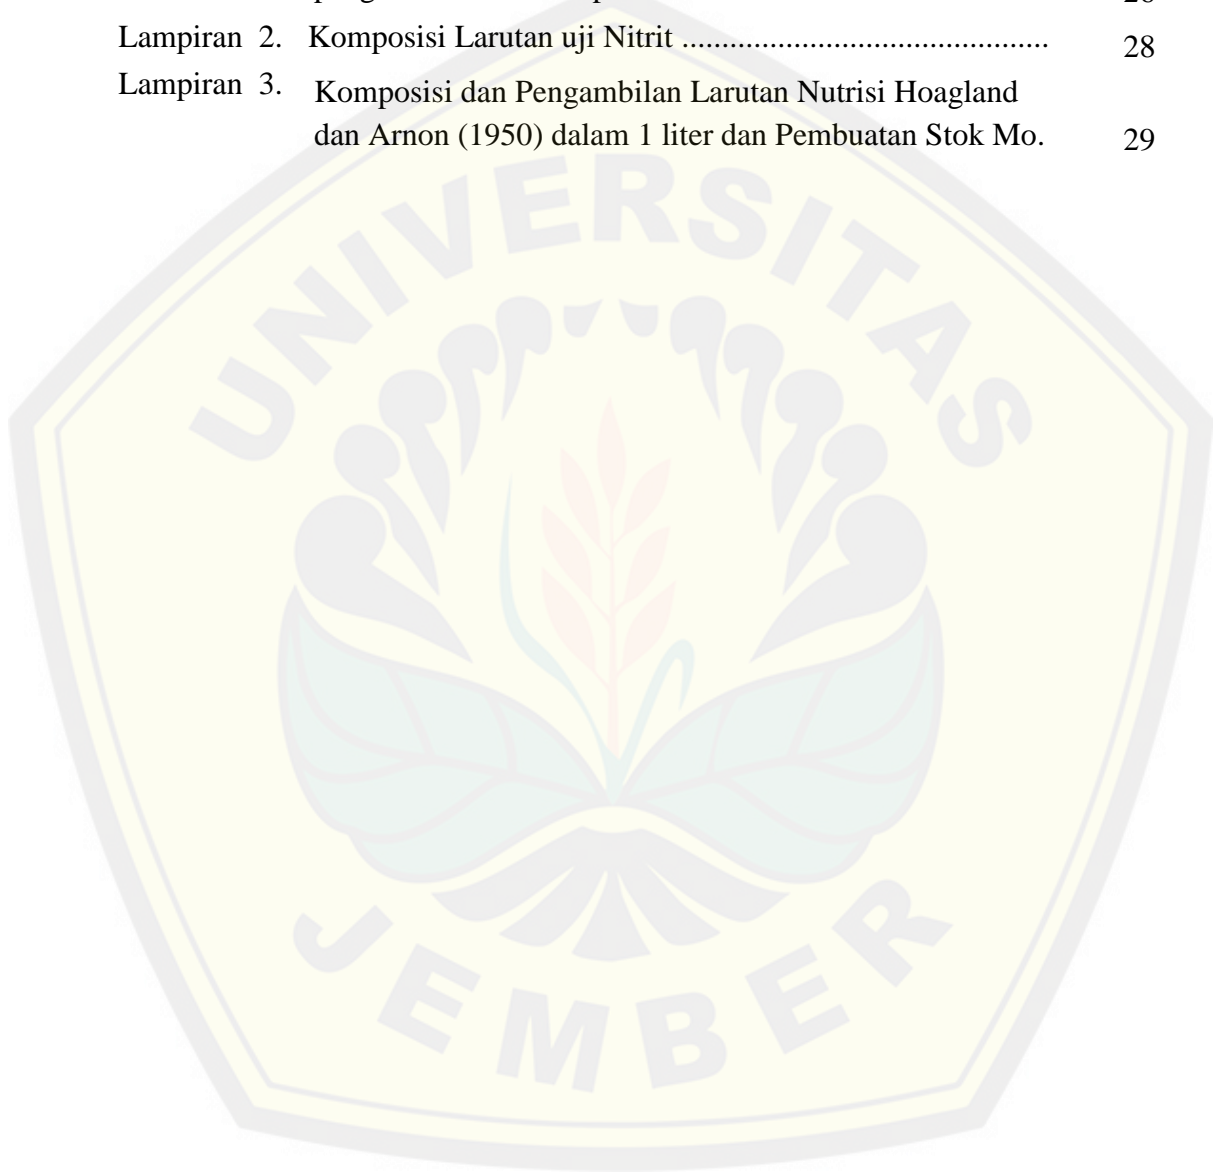 Lampiran 2. Komposisi Larutan uji Nitrit .............................................. 28
Lampiran 3. Komposisi dan Pengambilan Larutan Nutrisi Hoagland
dan Arnon (1950) dalam 1 liter dan Pembuatan Stok Mo. 29
UNIVERSITAS
JEMBER